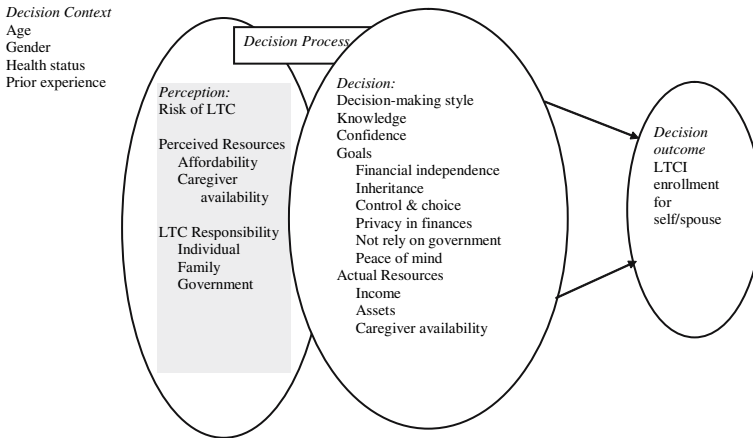 Decision Context
Age
Gender
Health status
Prior experience
Decision Process
Perception:
Risk of LTC
Perceived Resources
Affordability
Caregiver
availability
LTC Responsibility
Individual
Family
Government
Decision:
Decision-making style
Knowledge
Confidence
Goals
Financial independence
Inheritance
Control & choice
Privacy in finances
Not rely on government
Peace of mind
Actual Resources
Income
Assets
Caregiver availability
Decision
outcome
LTCI
enrollment
for
self/spouse